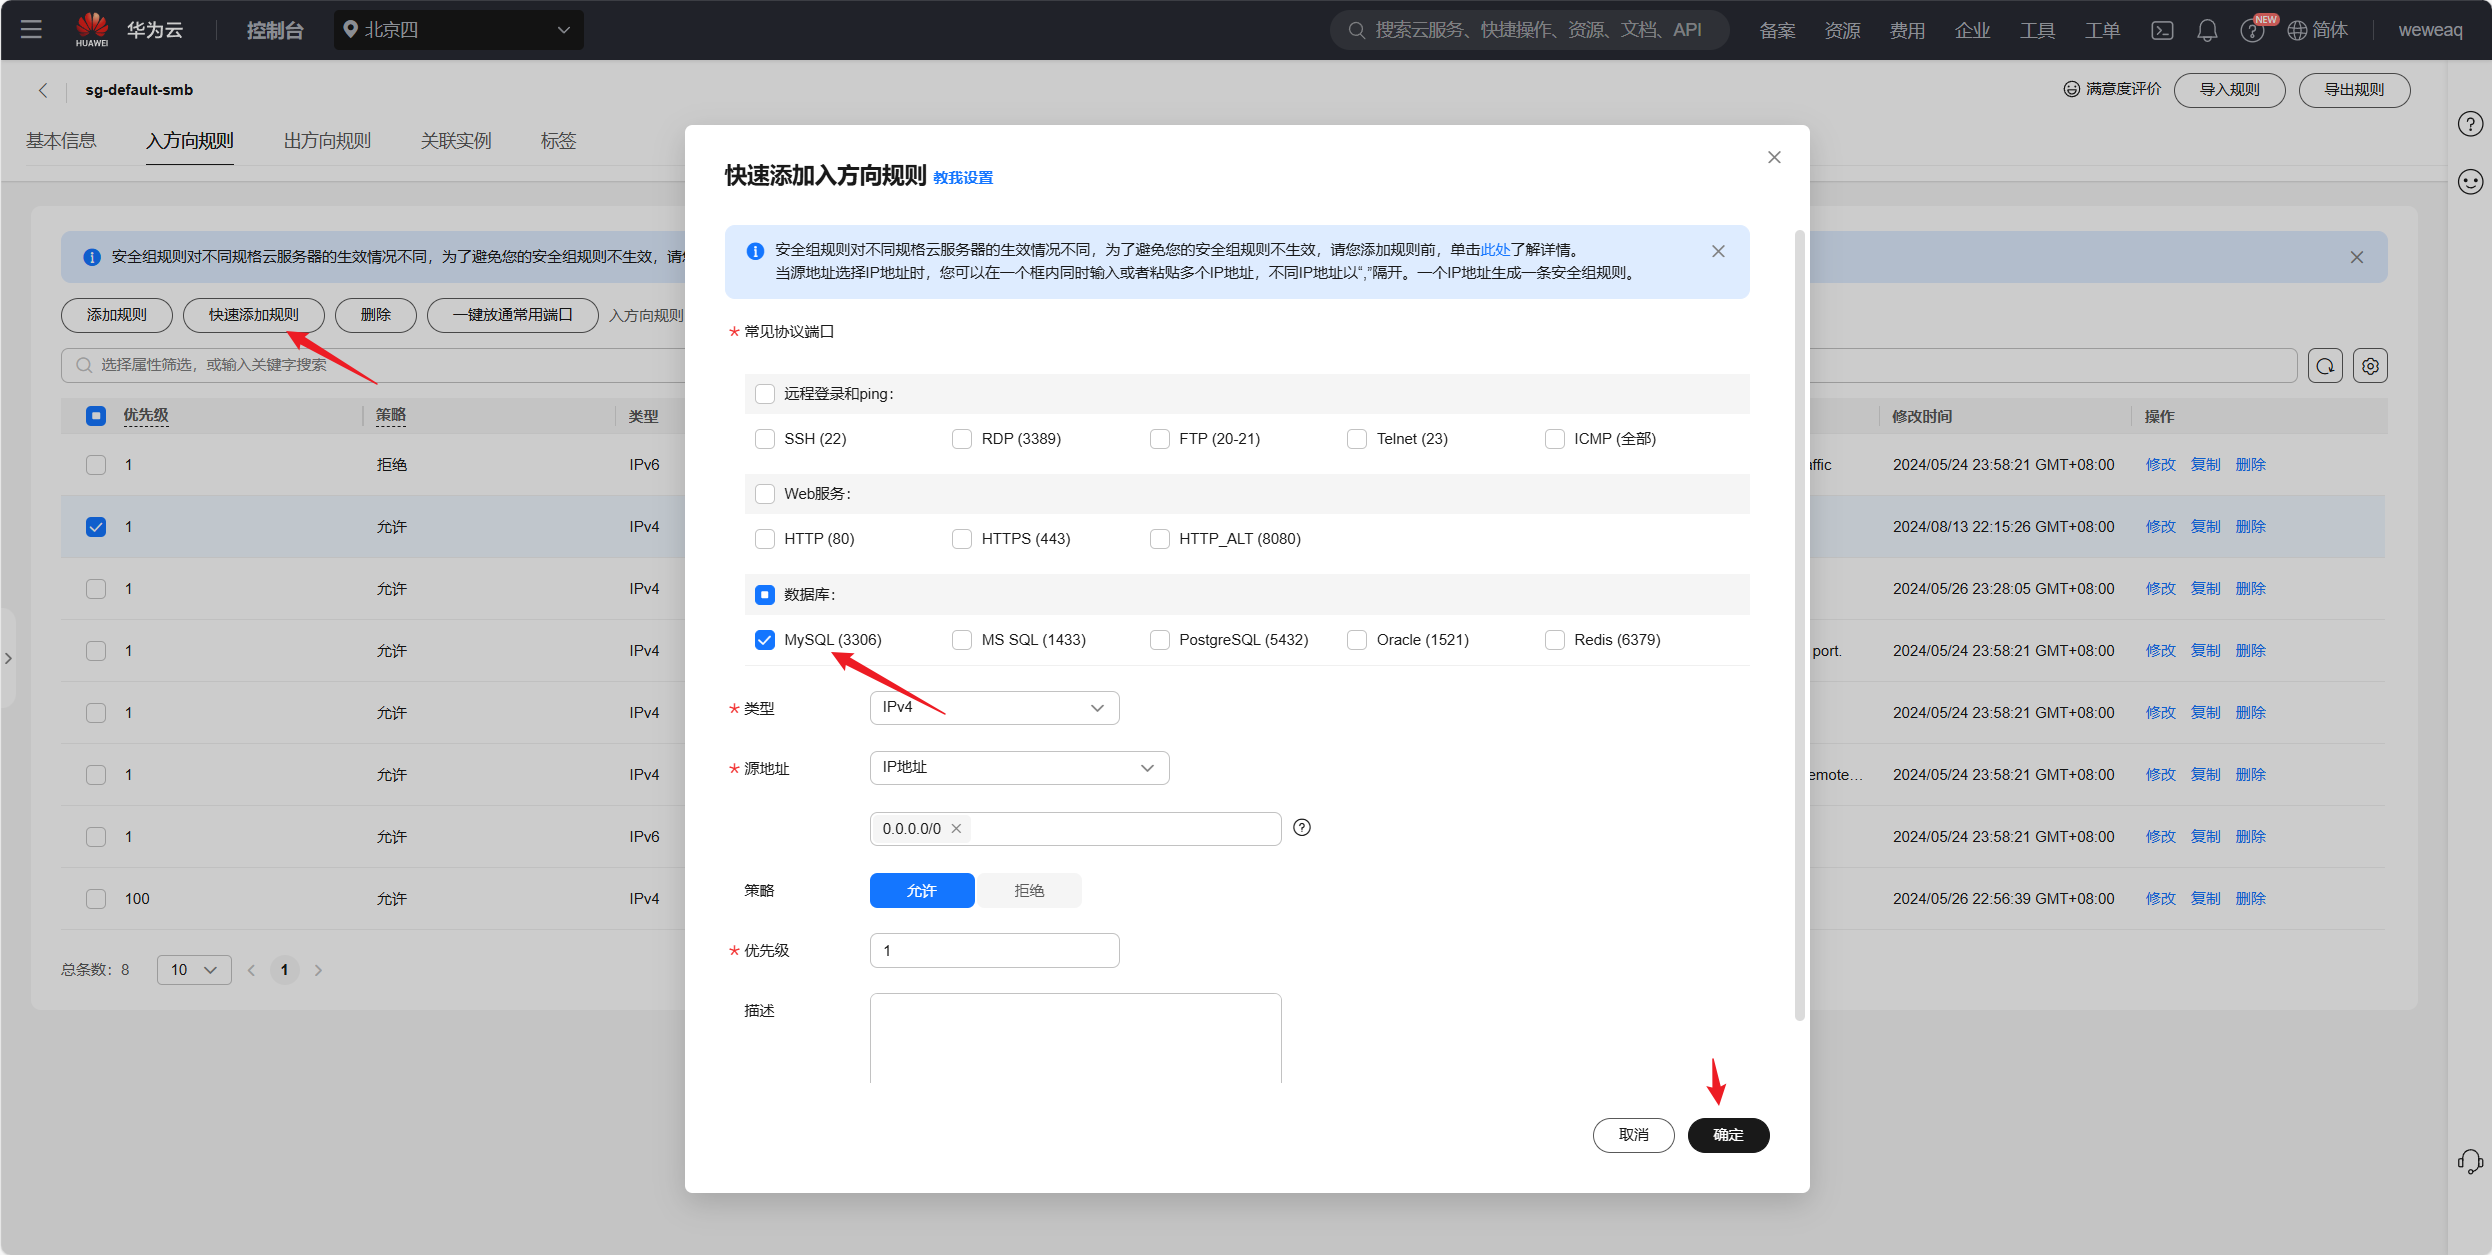 HUAWEI
华为云
控制台
北京四
搜索云服务、快捷操作、资源、文档、API
备案
资源
费用
企业
工具
工单
NEW
简体
weweaq
sg-default-smb
满意度评价
导入规则
导出规则
基本信息
入方向规则
出方向规则
关联实例
标签
安全组规则对不同规格云服务器的生效情况不同，为了避免您的安全组规则不生效，请
添加规则
快速添加规则
删除
一键放通常用端口
入方向规则
选择属性筛选，或输入关键字搜索
优先级 策略 类型 修改时间 操作
1 拒绝 IPv6 affic 2024/05/24 23:58:21 GMT+08:00 修改 复制 删除
1 允许 IPv4 2024/08/13 22:15:26 GMT+08:00 修改 复制 删除
1 允许 IPv4 2024/05/26 23:28:05 GMT+08:00 修改 复制 删除
1 允许 IPv4 port. 2024/05/24 23:58:21 GMT+08:00 修改 复制 删除
1 允许 IPv4 2024/05/24 23:58:21 GMT+08:00 修改 复制 删除
1 允许 IPv4 emote… 2024/05/24 23:58:21 GMT+08:00 修改 复制 删除
1 允许 IPv6 2024/05/24 23:58:21 GMT+08:00 修改 复制 删除
100 允许 IPv4 2024/05/26 22:56:39 GMT+08:00 修改 复制 删除
总条数：8
10
1
快速添加入方向规则 教我设置
安全组规则对不同规格云服务器的生效情况不同，为了避免您的安全组规则不生效，请您添加规则前，单击此处了解详情。
当源地址选择IP地址时，您可以在一个框内同时输入或者粘贴多个IP地址，不同IP地址以“,”隔开。一个IP地址生成一条安全组规则。
* 常见协议端口
远程登录和ping：
SSH (22) RDP (3389) FTP (20-21) Telnet (23) ICMP (全部)
Web服务：
HTTP (80) HTTPS (443) HTTP_ALT (8080)
数据库：
MySQL (3306) MS SQL (1433) PostgreSQL (5432) Oracle (1521) Redis (6379)
* 类型 IPv4
* 源地址 IP地址
0.0.0.0/0
策略 允许 拒绝
* 优先级 1
描述
取消
确定